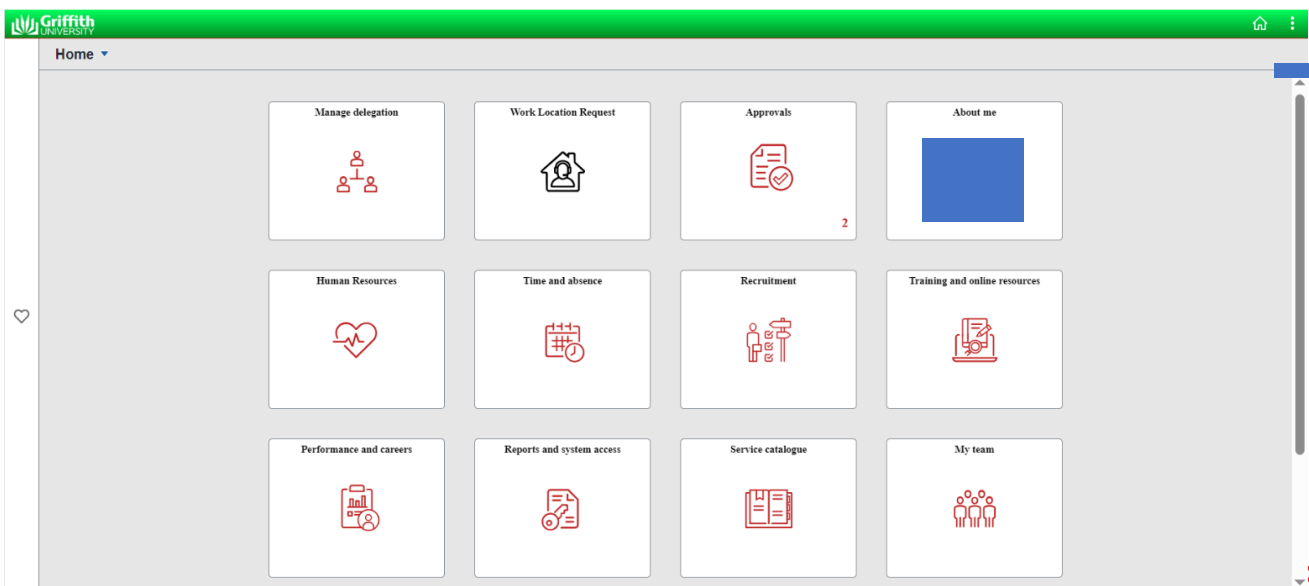 Griffith
UNIVERSITY
Home
Manage delegation
Work Location Request
Approvals
About me
2
Human Resources
Time and absence
Recruitment
Training and online resources
Performance and careers
Reports and system access
Service catalogue
My team